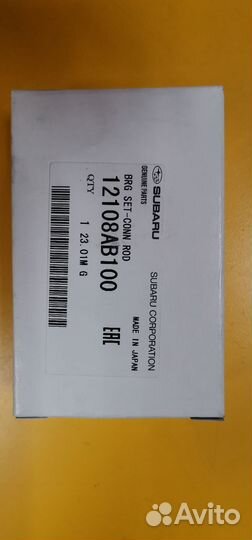 SUBARU
GENUINE PARTS
SUBARU CORPORATION
BRG SET-CONN ROD
12108AB100
MADE IN JAPAN
QTY
1 23.01M G
EAC
Avito